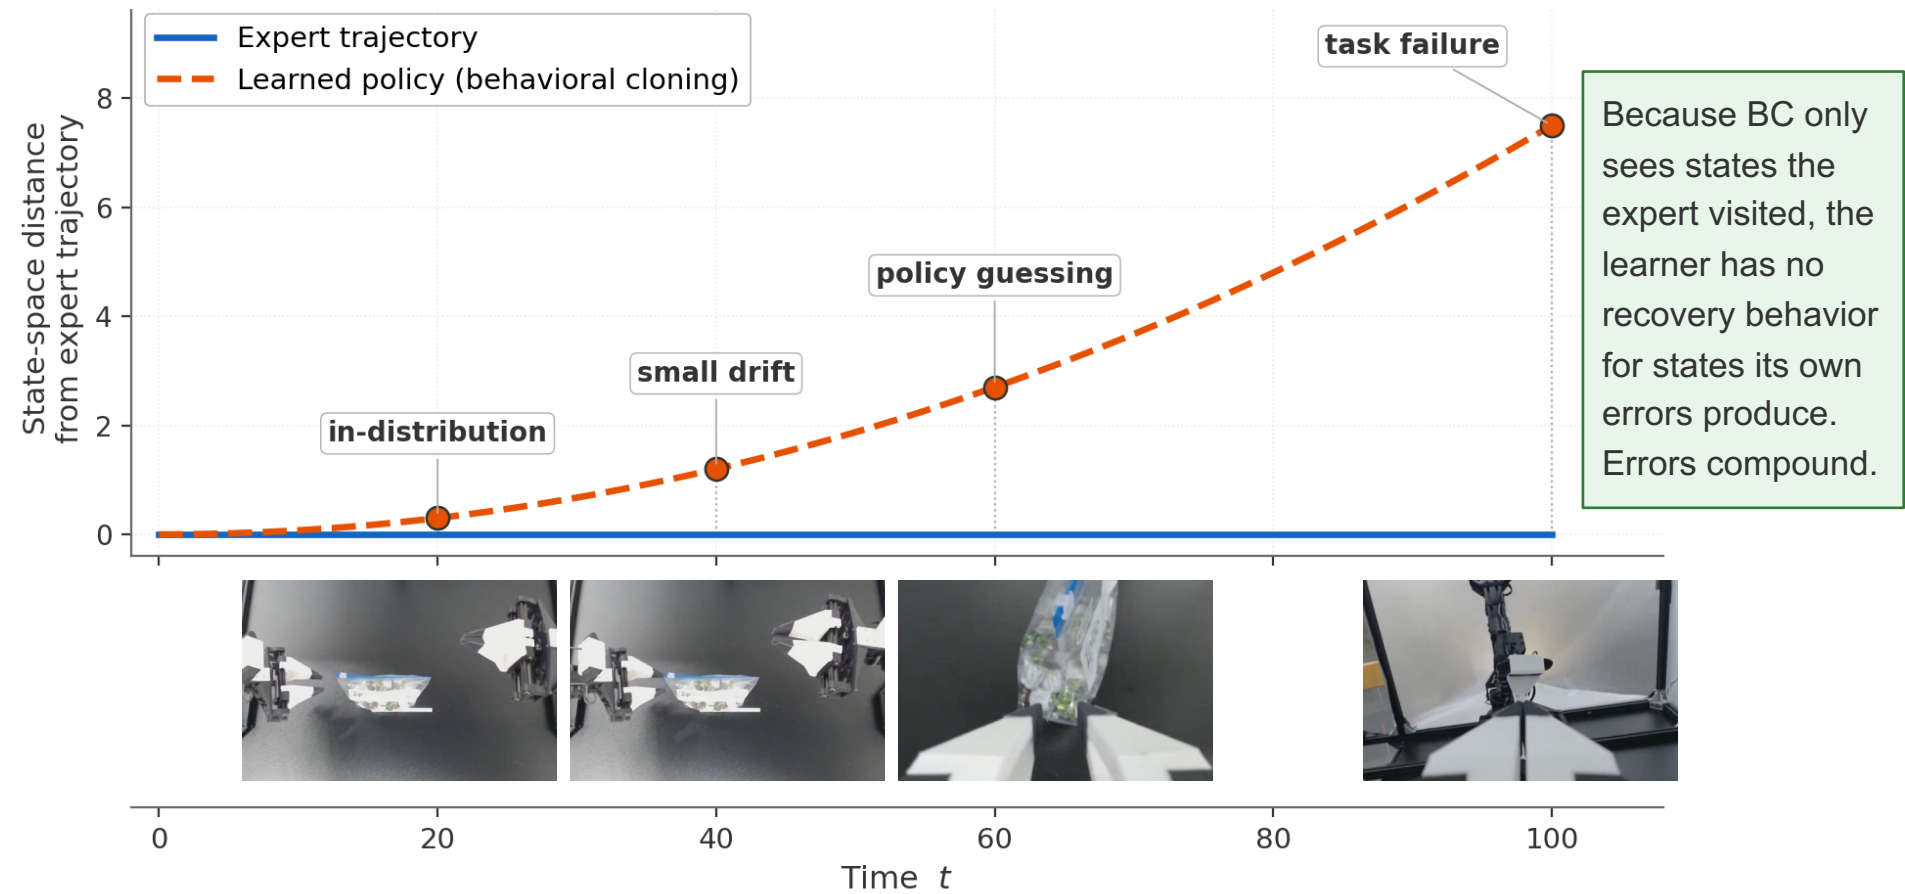 Expert trajectory
Learned policy (behavioral cloning)
task failure
policy guessing
small drift
in-distribution
State-space distance
from expert trajectory
8
6
4
2
0
Because BC only
sees states the
expert visited, the
learner has no
recovery behavior
for states its own
errors produce.
Errors compound.
0 20 40 60 80 100
Time t